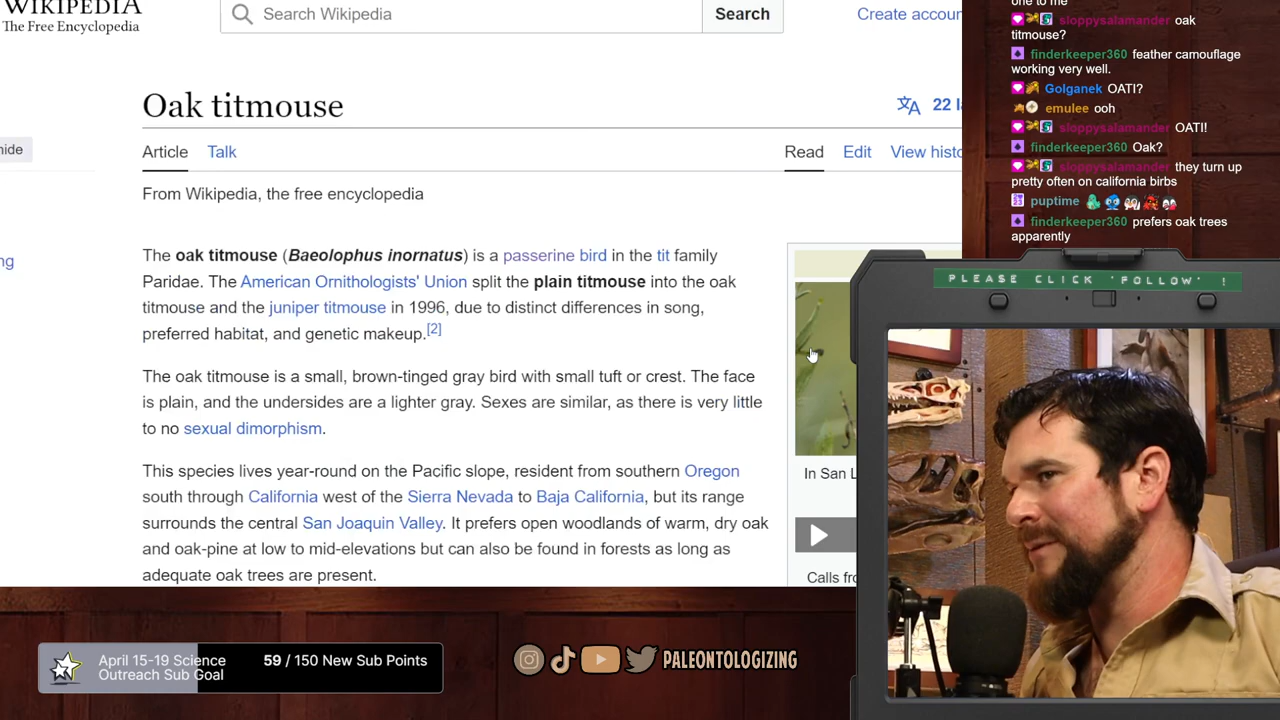 WIKIPEDIA
The Free Encyclopedia
Search Wikipedia
Search
Create accou
Oak titmouse
22 l
hide
Article
Talk
Read
Edit
View histo
From Wikipedia, the free encyclopedia
ng
The oak titmouse (Baeolophus inornatus) is a passerine bird in the tit family
Paridae. The American Ornithologists' Union split the plain titmouse into the oak
titmouse and the juniper titmouse in 1996, due to distinct differences in song,
preferred habitat, and genetic makeup.[2]
The oak titmouse is a small, brown-tinged gray bird with small tuft or crest. The face
is plain, and the undersides are a lighter gray. Sexes are similar, as there is very little
to no sexual dimorphism.
This species lives year-round on the Pacific slope, resident from southern Oregon
south through California west of the Sierra Nevada to Baja California, but its range
surrounds the central San Joaquin Valley. It prefers open woodlands of warm, dry oak
and oak-pine at low to mid-elevations but can also be found in forests as long as
adequate oak trees are present.
In San L
Calls fro
one to me
sloppysalamander oak
titmouse?
finderkeeper360 feather camouflage
working very well.
Golganek OATI?
emulee ooh
sloppysalamander OATI!
finderkeeper360 Oak?
sloppysalamander they turn up
pretty often on california birbs
puptime
finderkeeper360 prefers oak trees
apparently
PLEASE CLICK 'FOLLOW' !
April 15-19 Science
Outreach Sub Goal
59 / 150 New Sub Points
PALEONTOLOGIZING